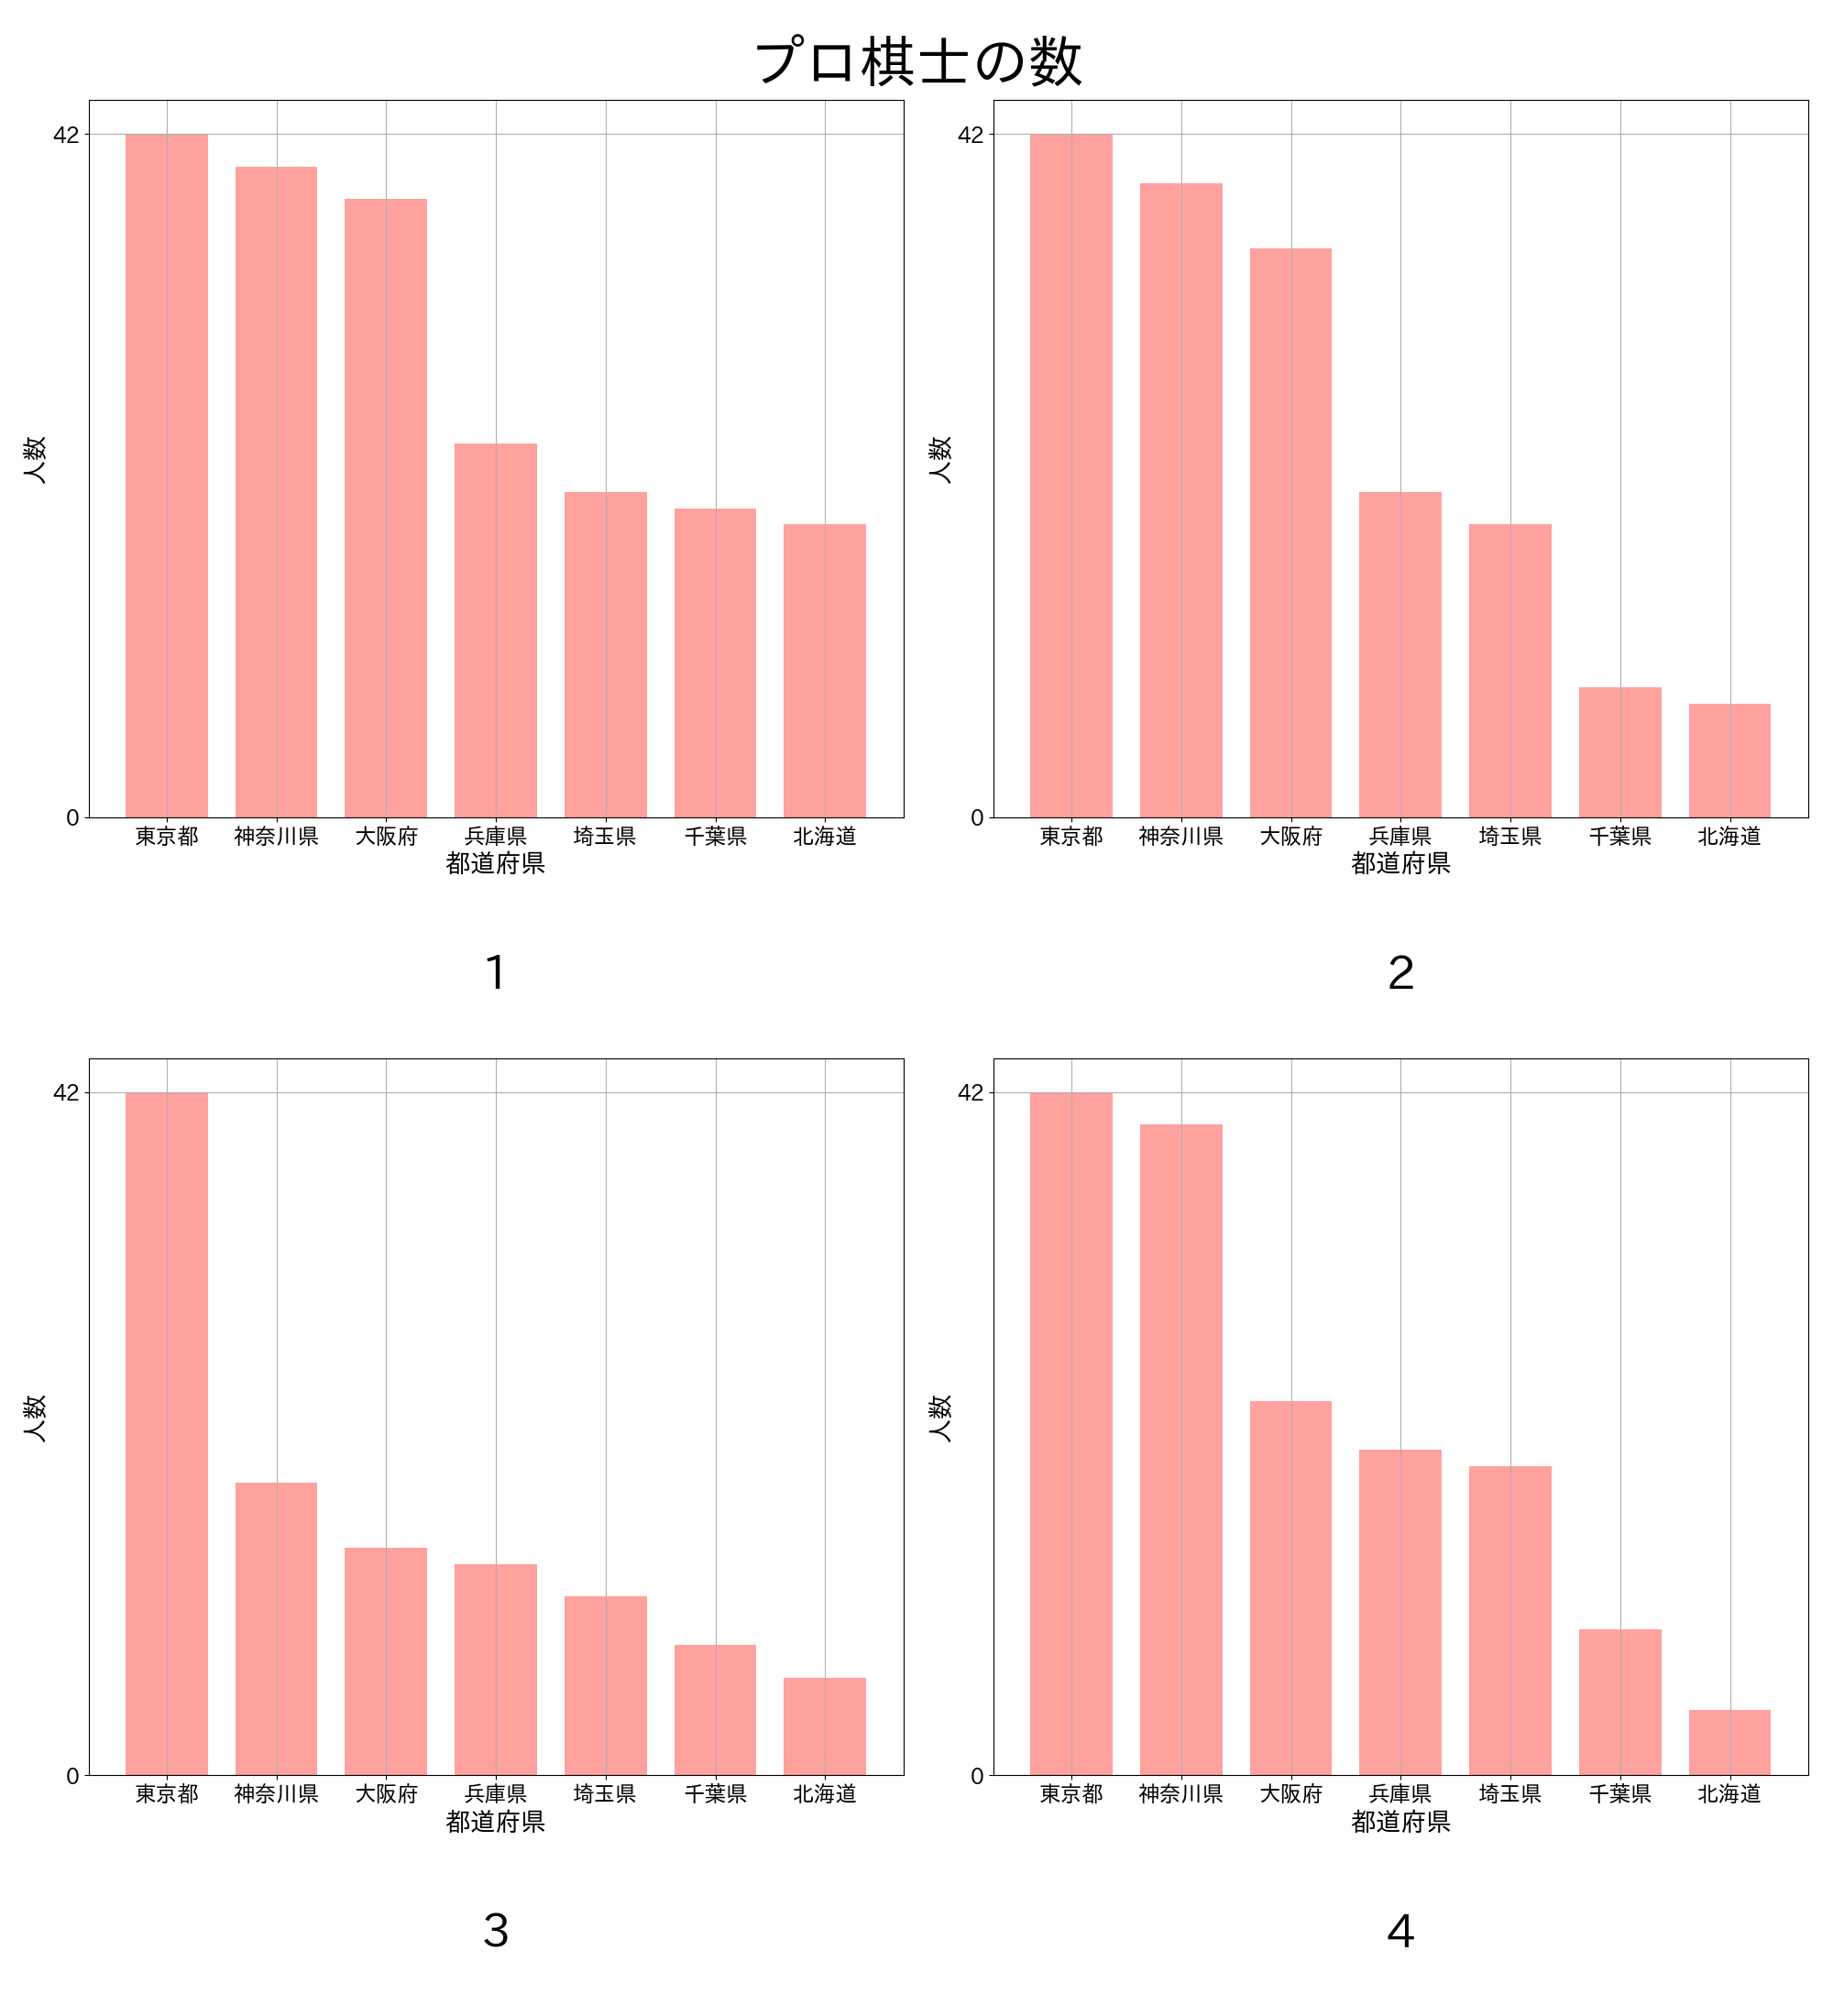 プロ棋士の数
42
0
人数
東京都 神奈川県 大阪府 兵庫県 埼玉県 千葉県 北海道
都道府県
1
42
0
人数
東京都 神奈川県 大阪府 兵庫県 埼玉県 千葉県 北海道
都道府県
2
42
0
人数
東京都 神奈川県 大阪府 兵庫県 埼玉県 千葉県 北海道
都道府県
3
42
0
人数
東京都 神奈川県 大阪府 兵庫県 埼玉県 千葉県 北海道
都道府県
4